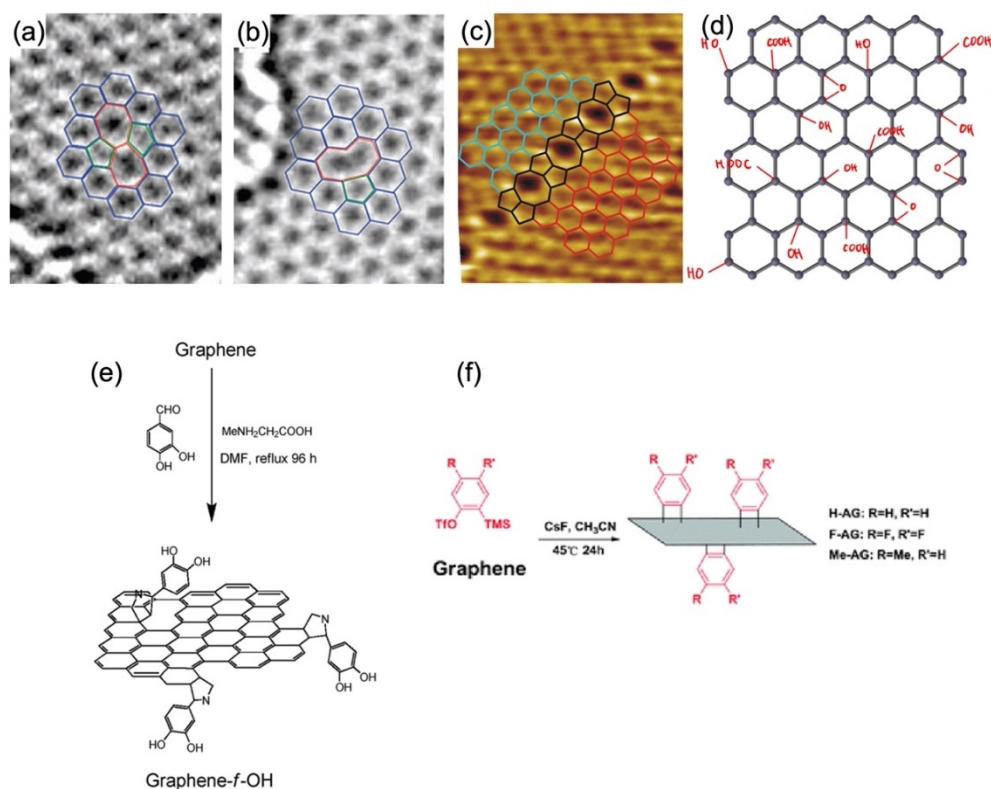 (a)
(b)
(c)
(d)
HO
COOH
HO
COOH
O
OH
COOH
OH
HOOC
OH
O
O
OH
COOH
HO
(e)
Graphene
CHO
OH
OH
MeNH2CH2COOH
DMF, reflux 96 h
HO
OH
N
N
OH
OH
N
HO
OH
Graphene-f-OH
(f)
R
R'
TfO
TMS
Graphene
CsF, CH3CN
45℃ 24h
R
R'
R
R'
R
R'
H-AG: R=H, R'=H
F-AG: R=F, R'=F
Me-AG: R=Me, R'=H